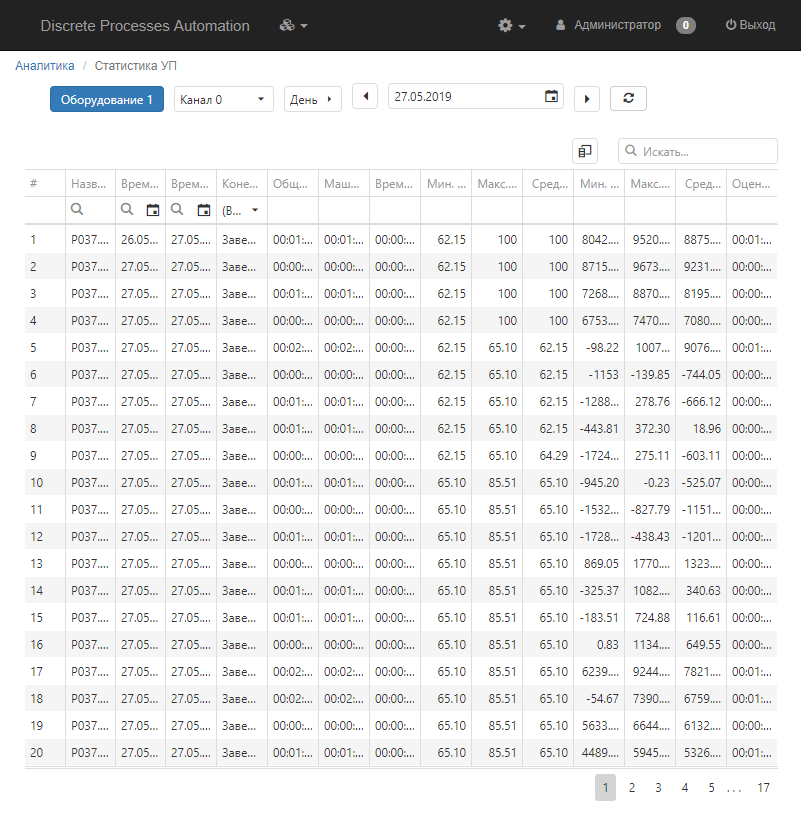 Discrete Processes Automation Администратор 0 Выход
Аналитика / Статистика УП
Оборудование 1 Канал 0 День 27.05.2019
Искать...
# Назв... Врем... Врем... Коне... Общ... Маш... Врем... Мин. ... Макс.... Сред... Мин. ... Макс.... Сред... Оцен...
(В...
1 P037.... 26.05.... 27.05.... Заве... 00:01:... 00:01:... 00:00:... 62.15 100 100 8042.... 9520.... 8875.... 00:01:...
2 P037.... 27.05.... 27.05.... Заве... 00:00:... 00:00:... 00:00:... 62.15 100 100 8715.... 9673.... 9231.... 00:00:...
3 P037.... 27.05.... 27.05.... Заве... 00:01:... 00:01:... 00:00:... 62.15 100 100 7268.... 8870.... 8195.... 00:00:...
4 P037.... 27.05.... 27.05.... Заве... 00:00:... 00:00:... 00:00:... 62.15 100 100 6753.... 7470.... 7080.... 00:00:...
5 P037.... 27.05.... 27.05.... Заве... 00:02:... 00:02:... 00:00:... 62.15 65.10 62.15 -98.22 1007... 9076.... 00:01:...
6 P037.... 27.05.... 27.05.... Заве... 00:00:... 00:00:... 00:00:... 62.15 65.10 62.15 -1153 -139.85 -744.05 00:00:...
7 P037.... 27.05.... 27.05.... Заве... 00:01:... 00:01:... 00:00:... 62.15 65.10 62.15 -1288... 278.76 -666.12 00:00:...
8 P037.... 27.05.... 27.05.... Заве... 00:01:... 00:01:... 00:00:... 62.15 65.10 62.15 -443.81 372.30 18.96 00:00:...
9 P037.... 27.05.... 27.05.... Заве... 00:00:... 00:00:... 00:00:... 62.15 65.10 64.29 -1724... 275.11 -603.11 00:00:...
10 P037.... 27.05.... 27.05.... Заве... 00:01:... 00:01:... 00:00:... 65.10 85.51 65.10 -945.20 -0.23 -525.07 00:00:...
11 P037.... 27.05.... 27.05.... Заве... 00:00:... 00:00:... 00:00:... 65.10 85.51 65.10 -1532... -827.79 -1151... 00:00:...
12 P037.... 27.05.... 27.05.... Заве... 00:01:... 00:01:... 00:00:... 65.10 85.51 65.10 -1728... -438.43 -1201... 00:00:...
13 P037.... 27.05.... 27.05.... Заве... 00:00:... 00:00:... 00:00:... 65.10 85.51 65.10 869.05 1770.... 1323.... 00:00:...
14 P037.... 27.05.... 27.05.... Заве... 00:01:... 00:01:... 00:00:... 65.10 85.51 65.10 -325.37 1082.... 340.63 00:00:...
15 P037.... 27.05.... 27.05.... Заве... 00:01:... 00:01:... 00:00:... 65.10 85.51 65.10 -183.51 724.88 116.61 00:00:...
16 P037.... 27.05.... 27.05.... Заве... 00:00:... 00:00:... 00:00:... 65.10 85.51 65.10 0.83 1134.... 649.55 00:00:...
17 P037.... 27.05.... 27.05.... Заве... 00:02:... 00:02:... 00:00:... 65.10 85.51 65.10 6239.... 9244.... 7821.... 00:01:...
18 P037.... 27.05.... 27.05.... Заве... 00:02:... 00:02:... 00:00:... 65.10 85.51 65.10 -54.67 7390.... 6759.... 00:01:...
19 P037.... 27.05.... 27.05.... Заве... 00:00:... 00:00:... 00:00:... 65.10 85.51 65.10 5633.... 6644.... 6132.... 00:00:...
20 P037.... 27.05.... 27.05.... Заве... 00:01:... 00:01:... 00:00:... 65.10 85.51 65.10 4489.... 5945.... 5326.... 00:01:...
1 2 3 4 5 ... 17